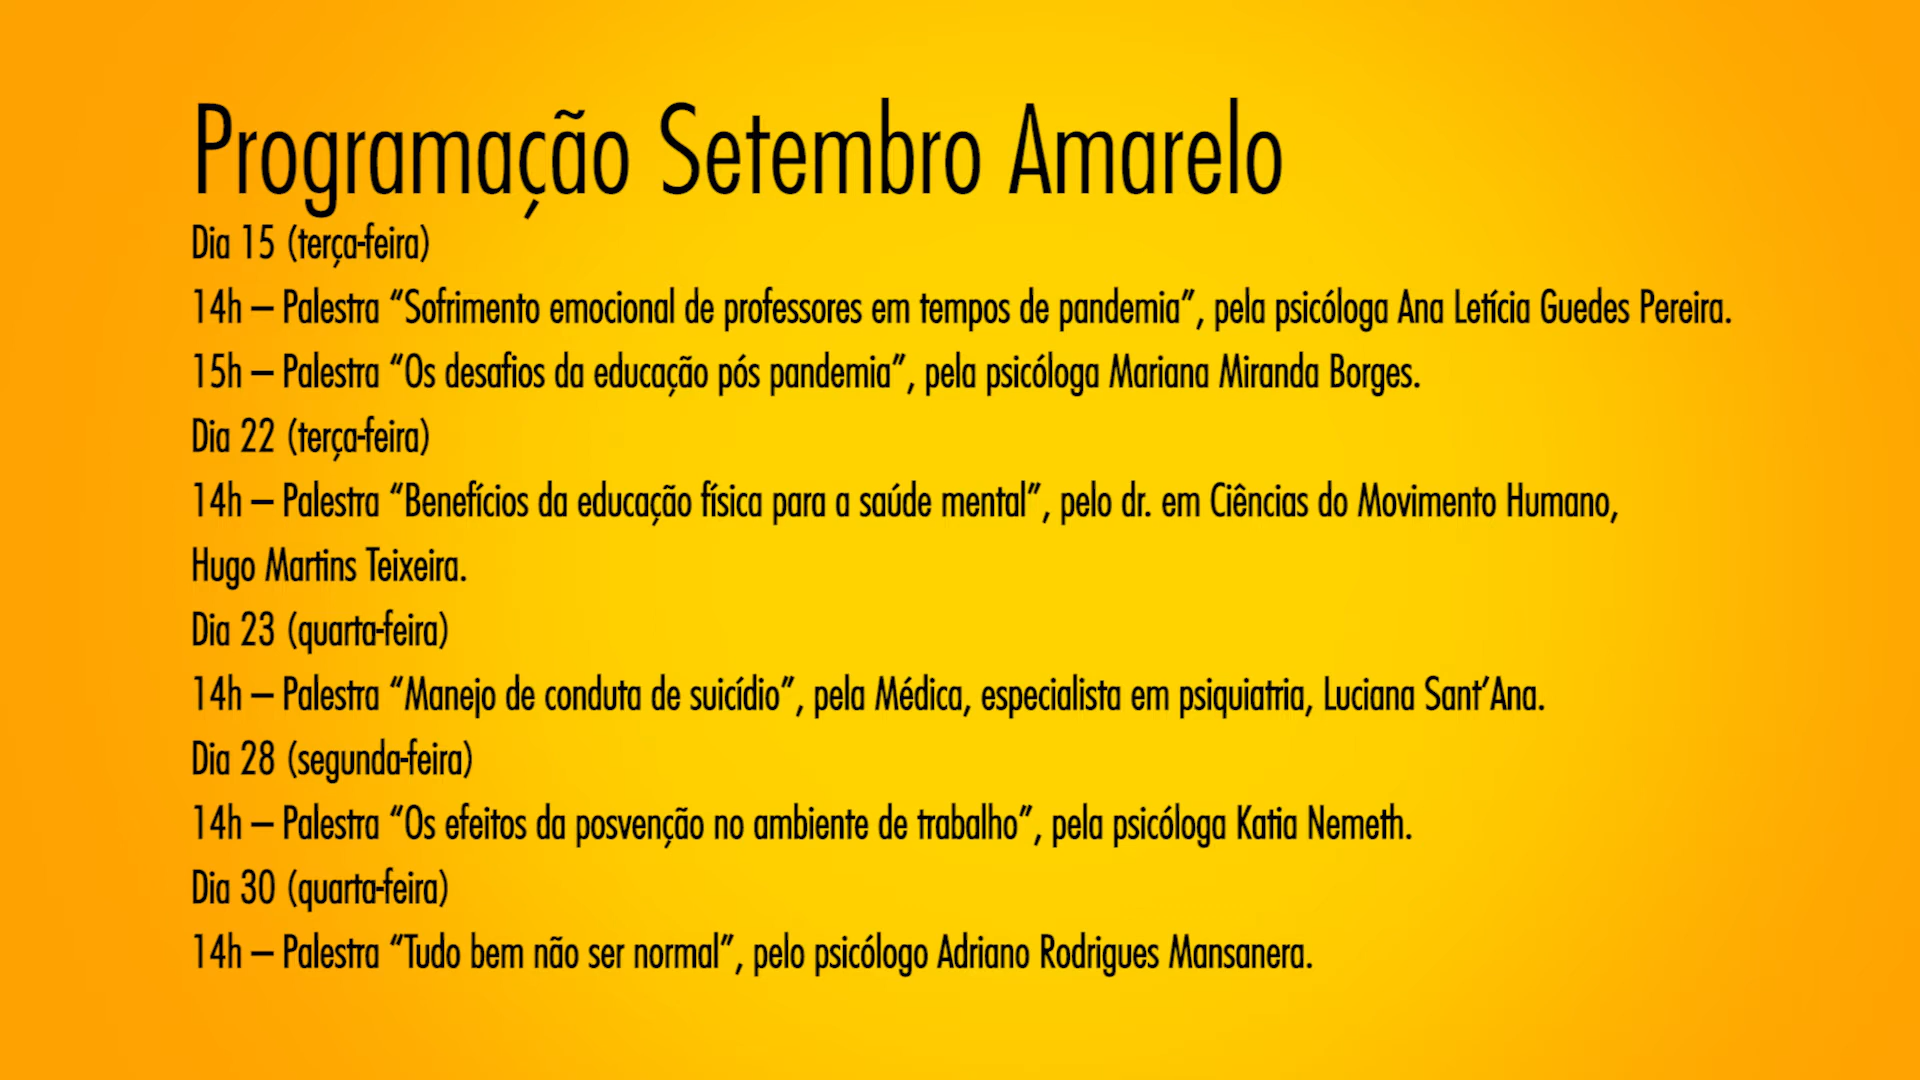 Programação Setembro Amarelo
Dia 15 (terça-feira)
14h – Palestra “Sofrimento emocional de professores em tempos de pandemia”, pela psicóloga Ana Letícia Guedes Pereira.
15h – Palestra “Os desafios da educação pós pandemia”, pela psicóloga Mariana Miranda Borges.
Dia 22 (terça-feira)
14h – Palestra “Benefícios da educação física para a saúde mental”, pelo dr. em Ciências do Movimento Humano,
Hugo Martins Teixeira.
Dia 23 (quarta-feira)
14h – Palestra “Manejo de conduta de suicídio”, pela Médica, especialista em psiquiatria, Luciana Sant’Ana.
Dia 28 (segunda-feira)
14h – Palestra “Os efeitos da posvenção no ambiente de trabalho”, pela psicóloga Katia Nemeth.
Dia 30 (quarta-feira)
14h – Palestra “Tudo bem não ser normal”, pelo psicólogo Adriano Rodrigues Mansanera.